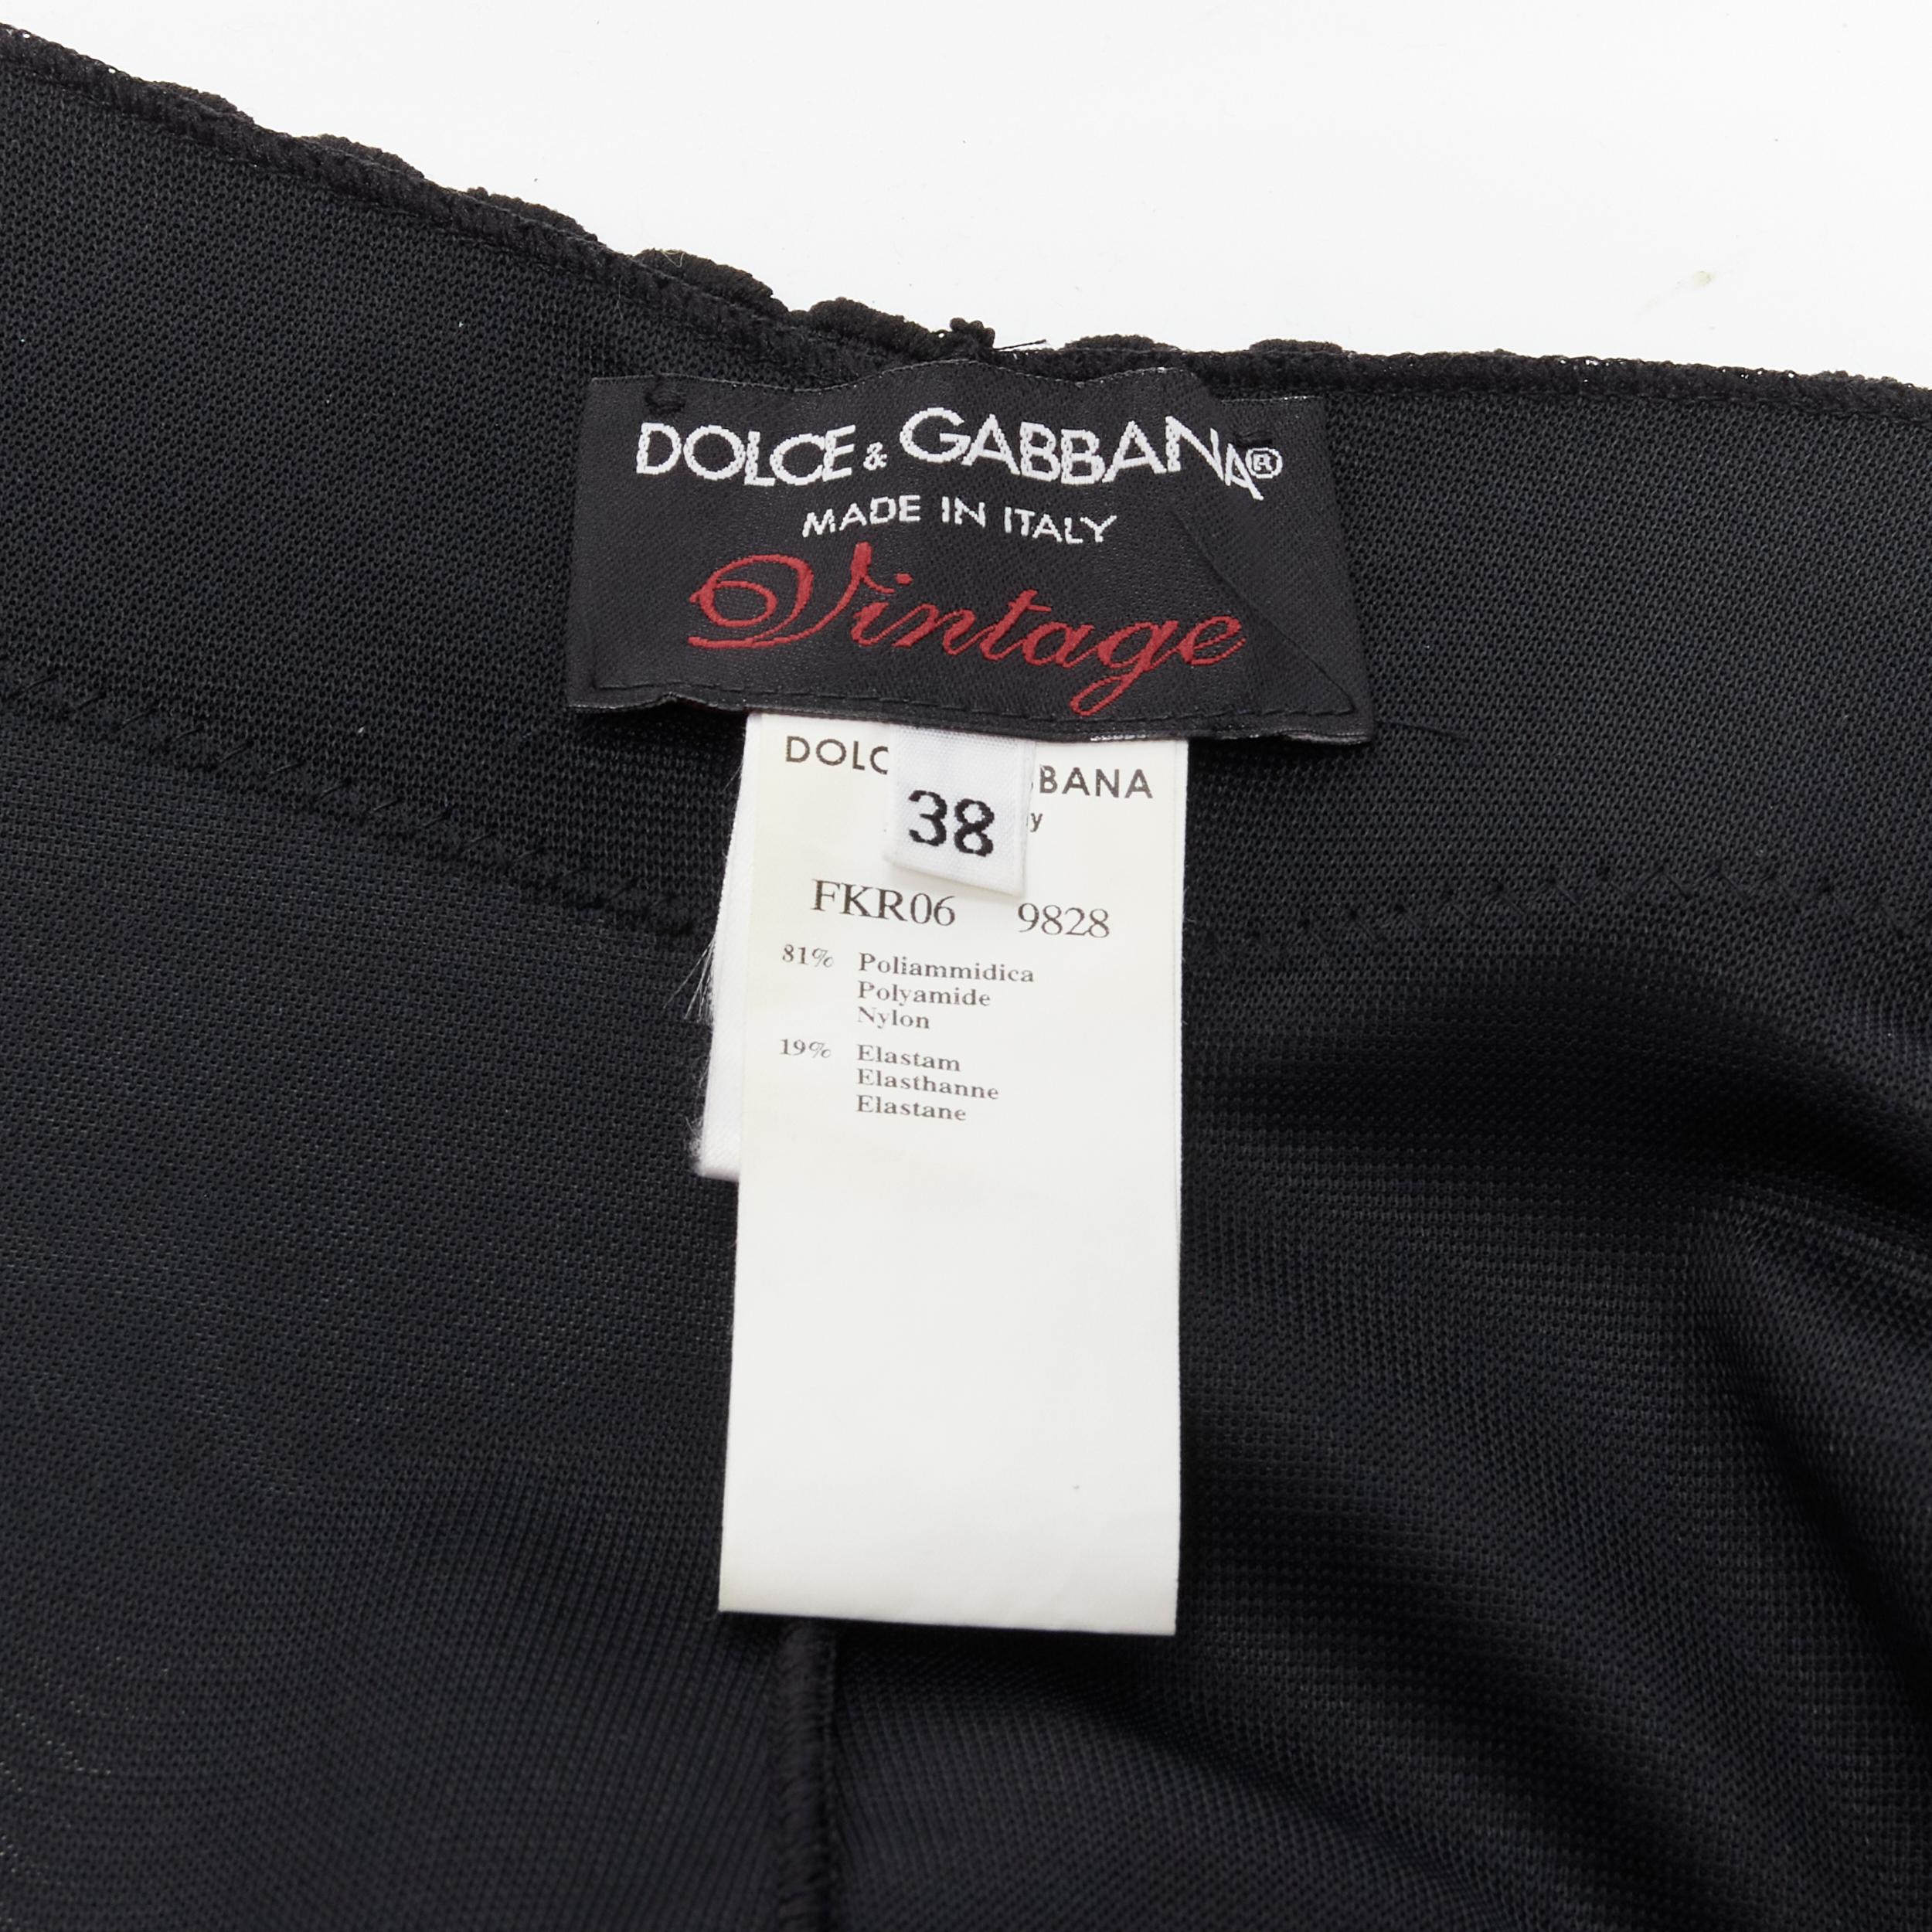 DOLCE & GABBANA®
MADE IN ITALY
Vintage
38
FKR06 9828
81% Poliammidica
Polyamide
Nylon
19% Elastam
Elasthanne
Elastane